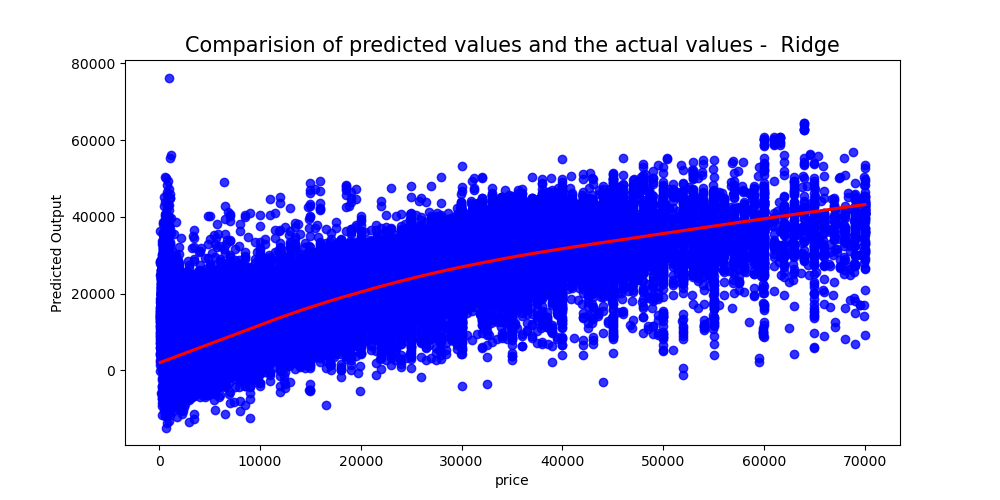 Comparision of predicted values and the actual values -  Ridge
80000
60000
40000
20000
0
Predicted Output
0 10000 20000 30000 40000 50000 60000 70000
price